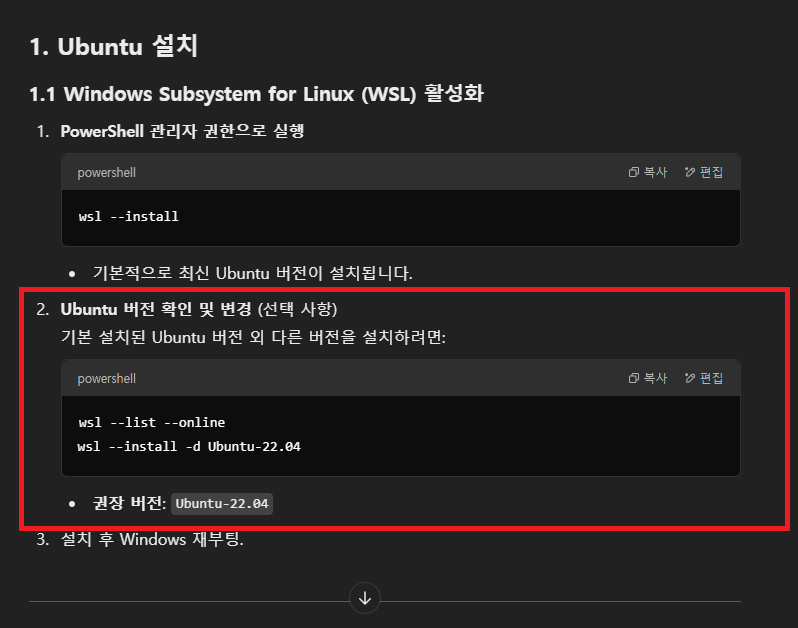 1. Ubuntu 설치
1.1 Windows Subsystem for Linux (WSL) 활성화
1. PowerShell 관리자 권한으로 실행
powershell 복사 편집
wsl --install
• 기본적으로 최신 Ubuntu 버전이 설치됩니다.
2. Ubuntu 버전 확인 및 변경 (선택 사항)
기본 설치된 Ubuntu 버전 외 다른 버전을 설치하려면:
powershell 복사 편집
wsl --list --online
wsl --install -d Ubuntu-22.04
• 권장 버전: Ubuntu-22.04
3. 설치 후 Windows 재부팅.